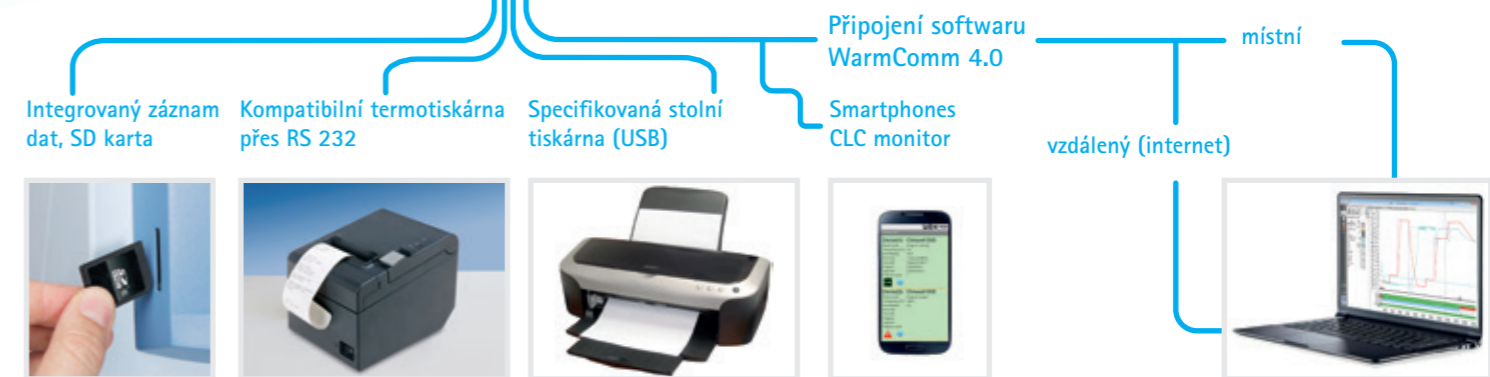 Připojení softwaru
WarmComm 4.0
místní
Integrovaný záznam
dat, SD karta
Kompatibilní termotiskárna
přes RS 232
Specifikovaná stolní
tiskárna (USB)
Smartphones
CLC monitor
vzdálený (internet)